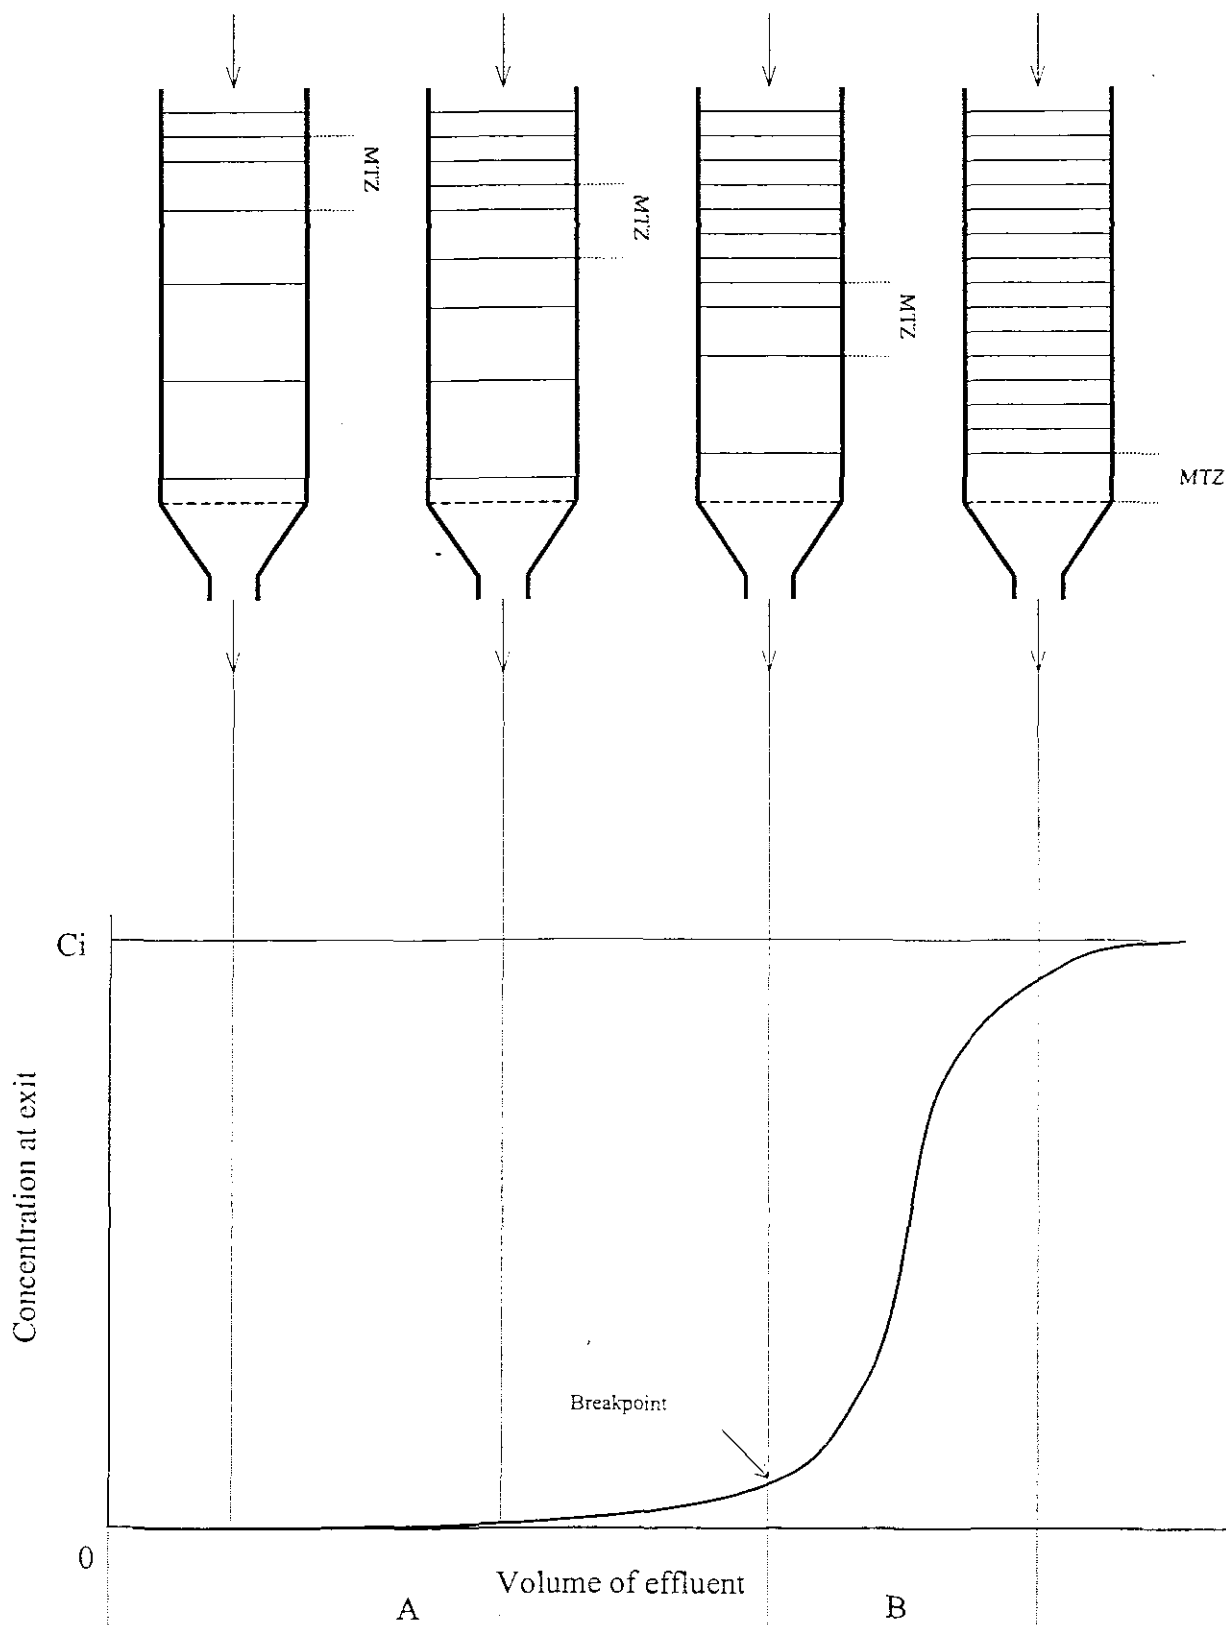 MTZ
MTZ
MTZ
MTZ
Ci
Concentration at exit
Breakpoint
0
Volume of effluent
A
B